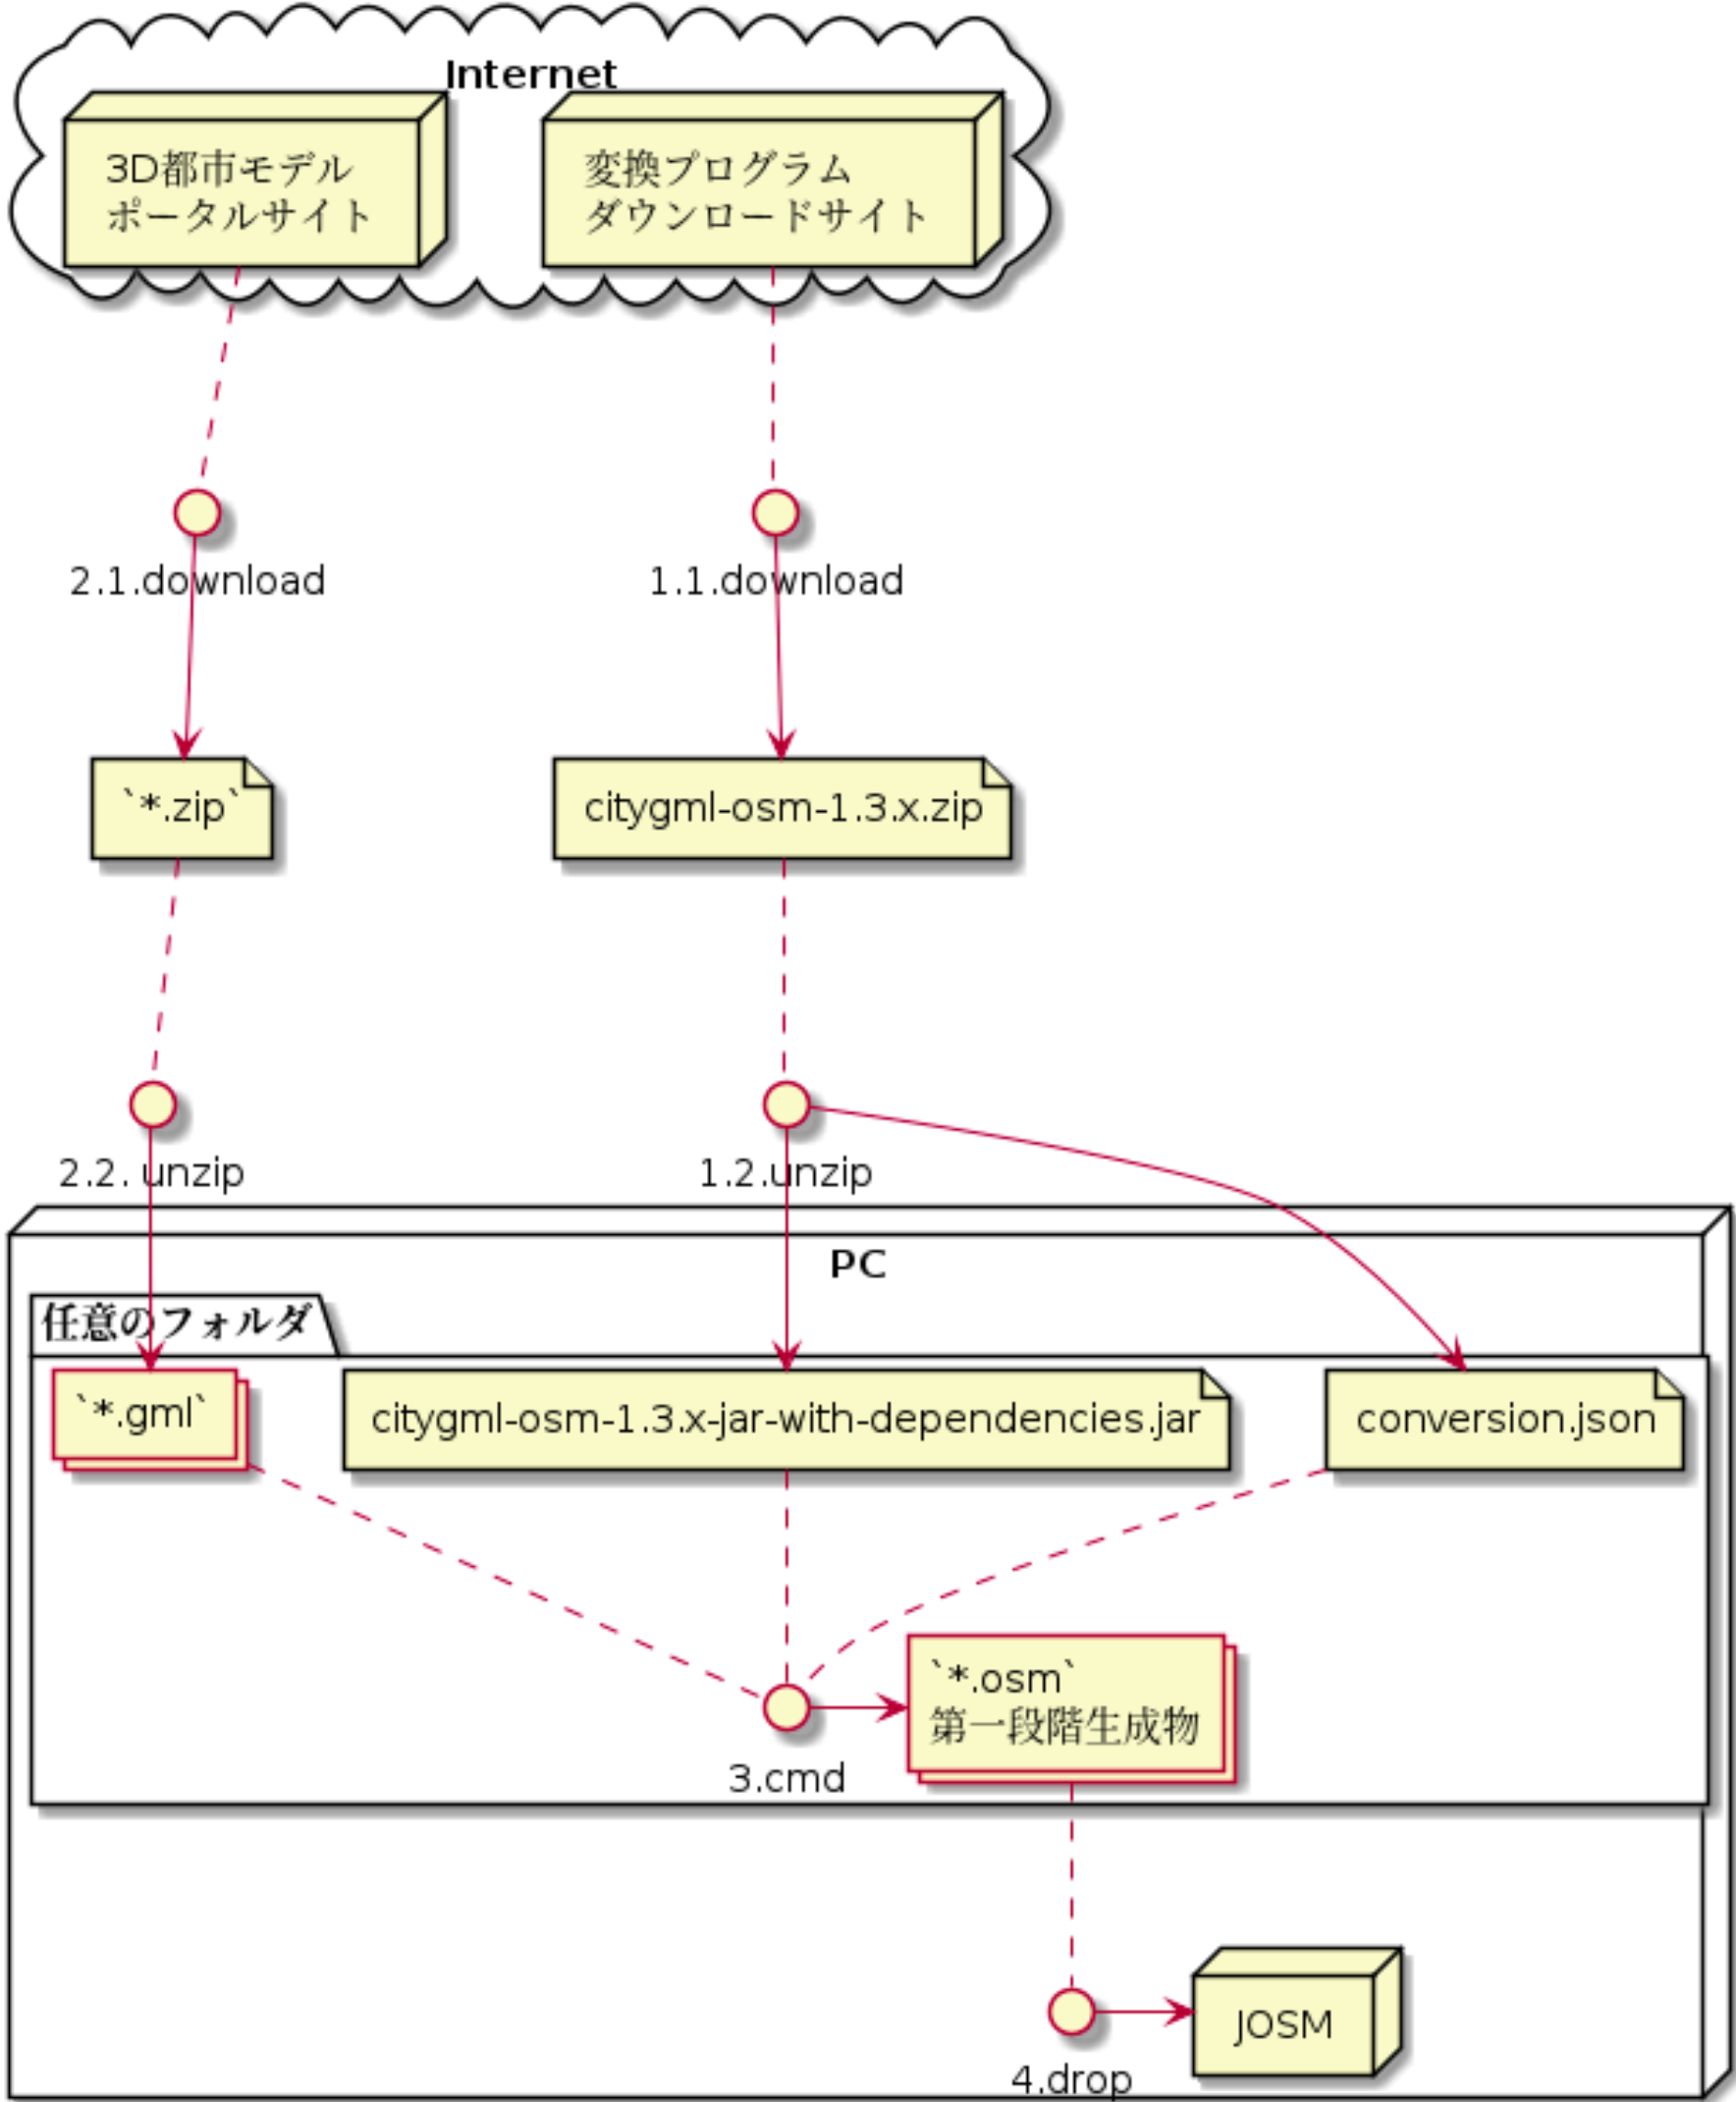 Internet
3D都市モデル
ポータルサイト
変換プログラム
ダウンロードサイト
2.1.download
1.1.download
`*.zip`
citygml-osm-1.3.x.zip
2.2. unzip
1.2.unzip
PC
任意のフォルダ
`*.gml`
citygml-osm-1.3.x-jar-with-dependencies.jar
conversion.json
`*.osm`
第一段階生成物
3.cmd
JOSM
4.drop